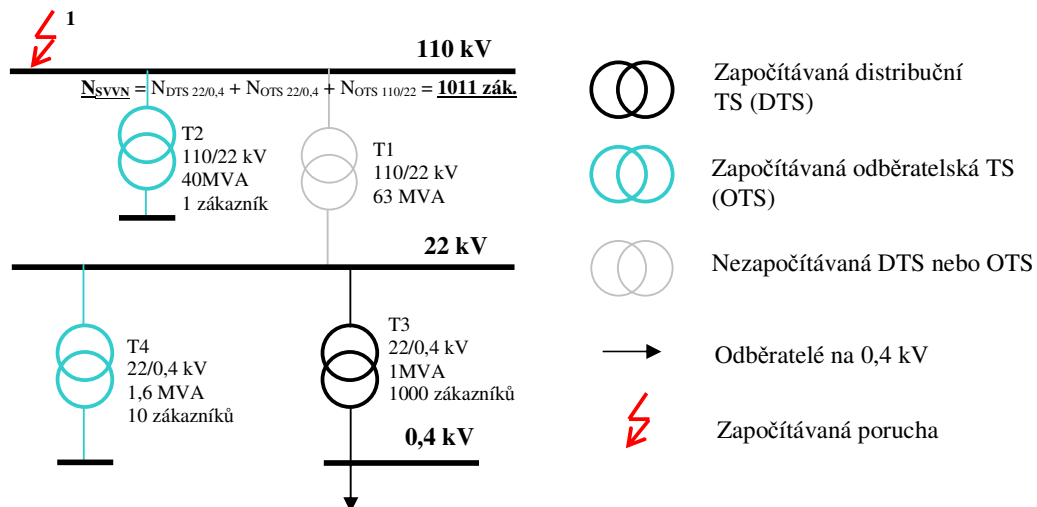 1
110 kV
NSVVN = NDTS 22/0,4 + NOTS 22/0,4 + NOTS 110/22 = 1011 zák.
T2
110/22 kV
40MVA
1 zákazník
T1
110/22 kV
63 MVA
22 kV
T4
22/0,4 kV
1,6 MVA
10 zákazníků
T3
22/0,4 kV
1MVA
1000 zákazníků
0,4 kV
Započítávaná distribuční
TS (DTS)
Započítávaná odběratelská TS
(OTS)
Nezapočítávaná DTS nebo OTS
Odběratelé na 0,4 kV
Započítávaná porucha